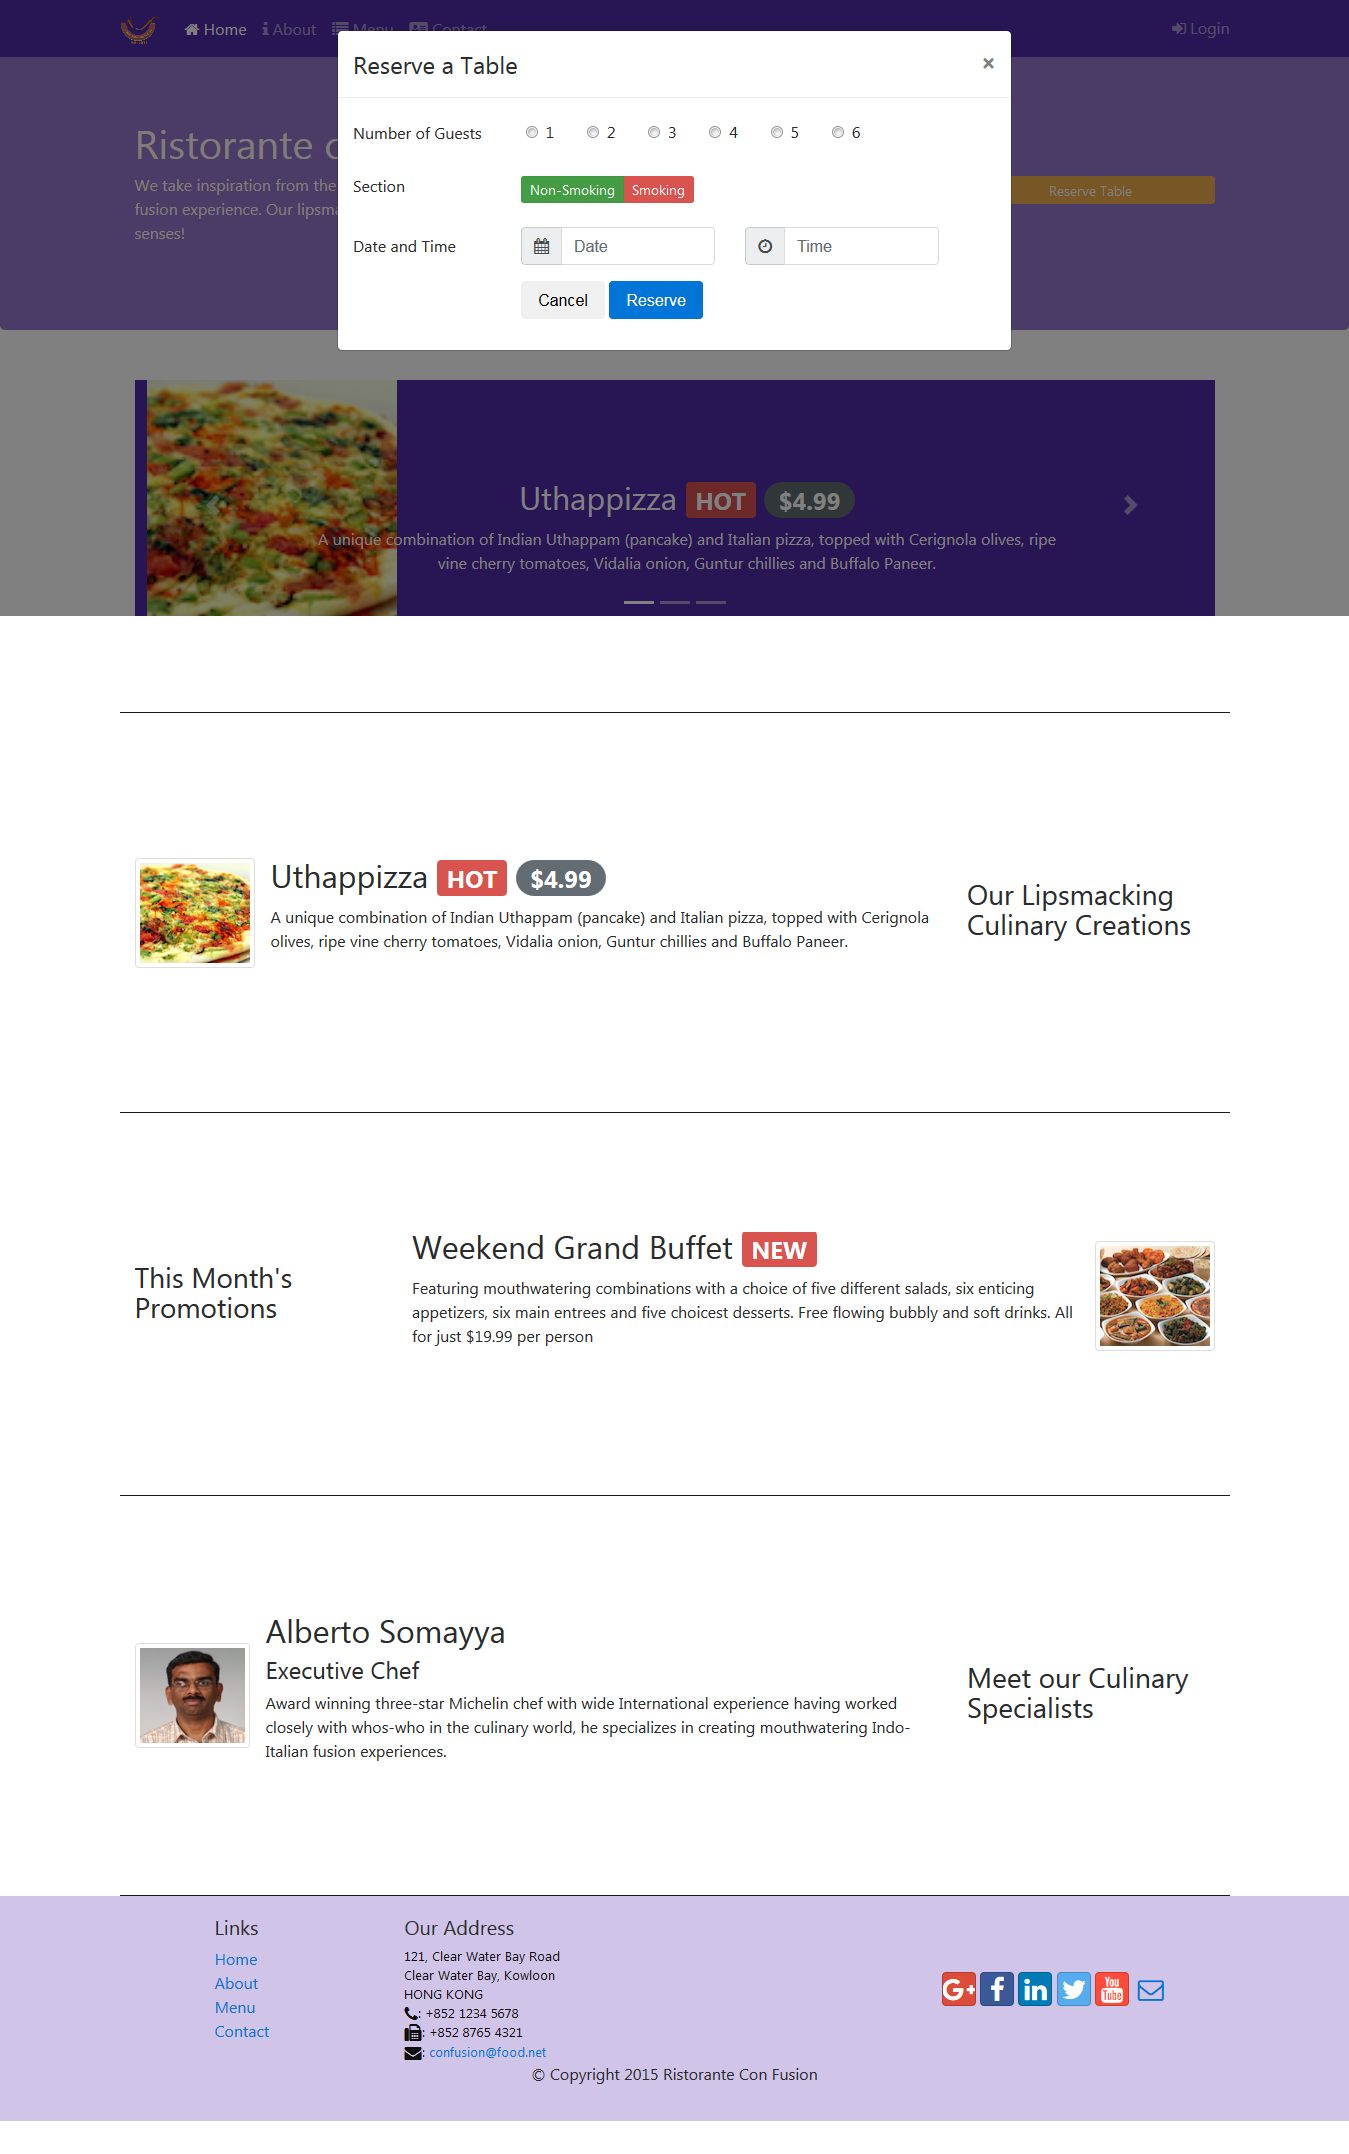 Home About Menu Contact Login
Reserve a Table ×
Number of Guests 1 2 3 4 5 6
Section Non-Smoking Smoking
Date and Time Date Time
Cancel Reserve
Ristorante c
We take inspiration from the
fusion experience. Our lipsma
senses!
Reserve Table
Uthappizza HOT $4.99
A unique combination of Indian Uthappam (pancake) and Italian pizza, topped with Cerignola olives, ripe
vine cherry tomatoes, Vidalia onion, Guntur chillies and Buffalo Paneer.
Uthappizza HOT $4.99
A unique combination of Indian Uthappam (pancake) and Italian pizza, topped with Cerignola
olives, ripe vine cherry tomatoes, Vidalia onion, Guntur chillies and Buffalo Paneer.
Our Lipsmacking
Culinary Creations
This Month's
Promotions
Weekend Grand Buffet NEW
Featuring mouthwatering combinations with a choice of five different salads, six enticing
appetizers, six main entrees and five choicest desserts. Free flowing bubbly and soft drinks. All
for just $19.99 per person
Alberto Somayya
Executive Chef
Award winning three-star Michelin chef with wide International experience having worked
closely with whos-who in the culinary world, he specializes in creating mouthwatering Indo-
Italian fusion experiences.
Meet our Culinary
Specialists
Links
Home
About
Menu
Contact
Our Address
121, Clear Water Bay Road
Clear Water Bay, Kowloon
HONG KONG
: +852 1234 5678
: +852 8765 4321
: confusion@food.net
G+ f in You Tube
© Copyright 2015 Ristorante Con Fusion